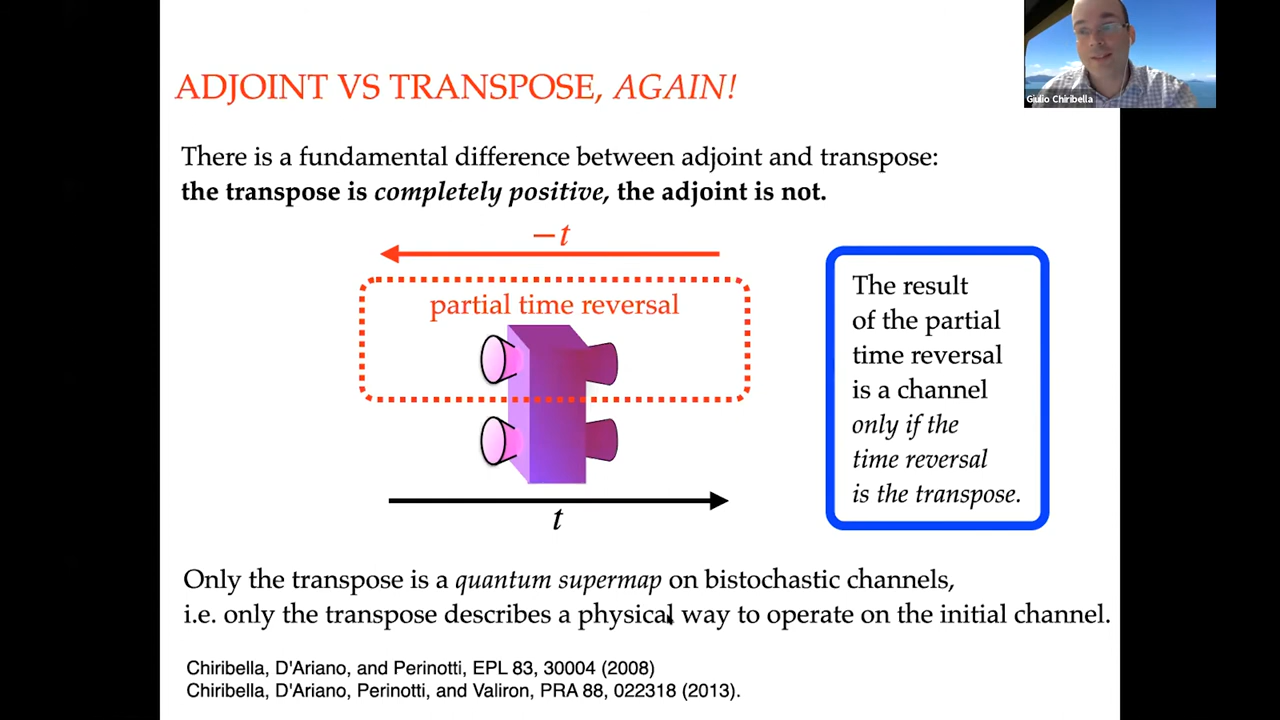 Giulio Chiribella
ADJOINT VS TRANSPOSE, AGAIN!
There is a fundamental difference between adjoint and transpose:
the transpose is completely positive, the adjoint is not.
−t
partial time reversal
t
The result
of the partial
time reversal
is a channel
only if the
time reversal
is the transpose.
Only the transpose is a quantum supermap on bistochastic channels,
i.e. only the transpose describes a physical way to operate on the initial channel.
Chiribella, D'Ariano, and Perinotti, EPL 83, 30004 (2008)
Chiribella, D'Ariano, Perinotti, and Valiron, PRA 88, 022318 (2013).